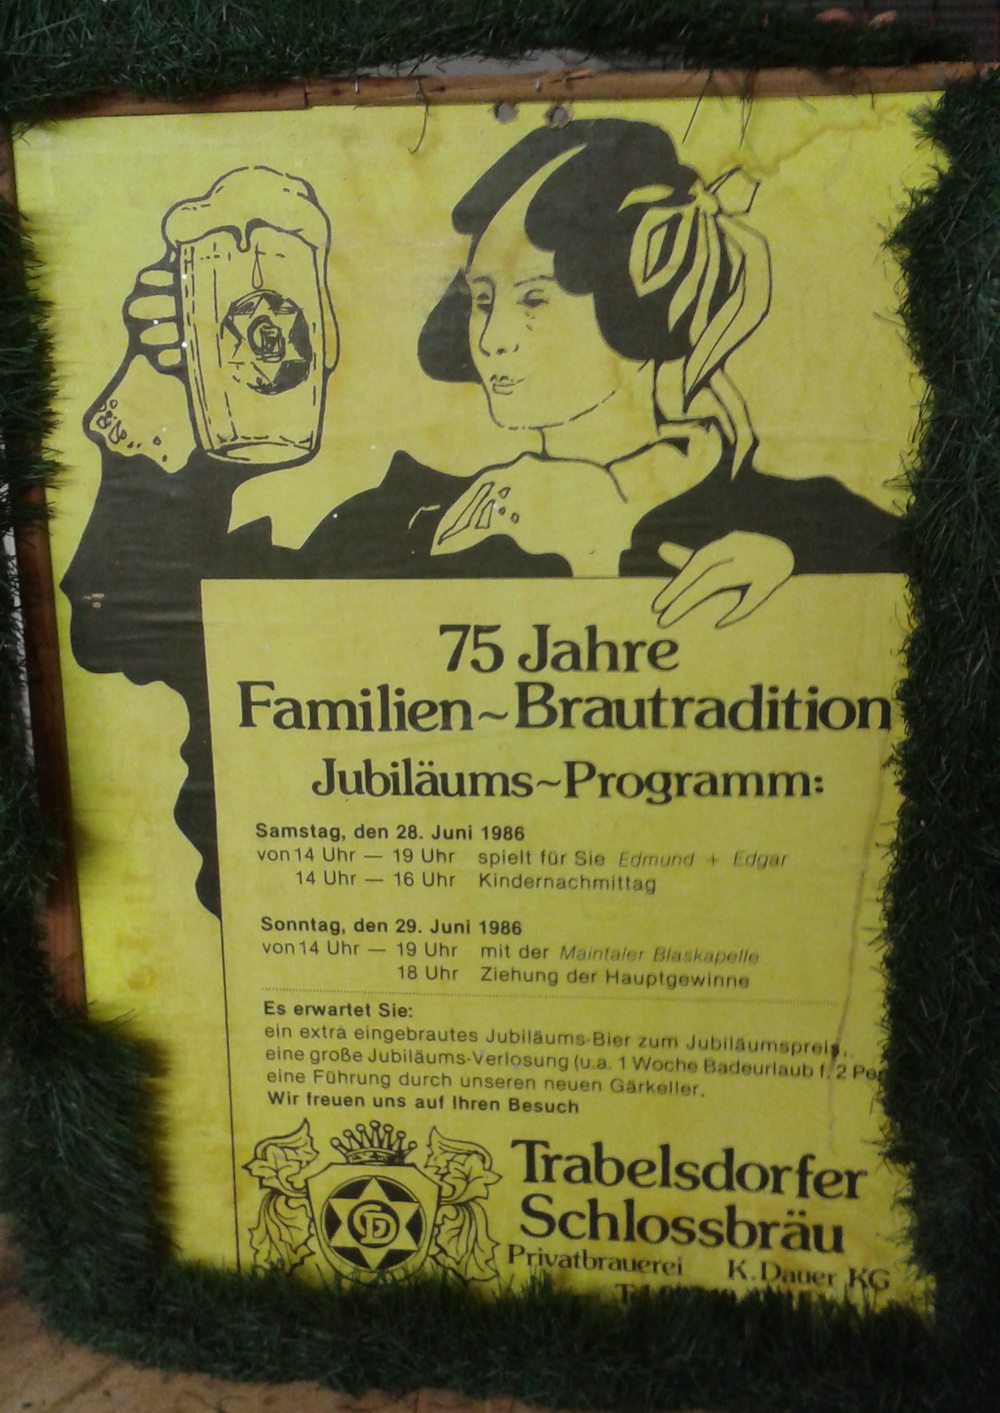 75 Jahre
Familien~Brautradition
Jubiläums~Programm:
Samstag, den 28. Juni 1986
von 14 Uhr — 19 Uhr spielt für Sie Edmund + Edgar
14 Uhr — 16 Uhr Kindernachmittag
Sonntag, den 29. Juni 1986
von 14 Uhr — 19 Uhr mit der Maintaler Blaskapelle
18 Uhr Ziehung der Hauptgewinne
Es erwartet Sie:
ein extra eingebrautes Jubiläums-Bier zum Jubiläumspreis,
eine große Jubiläums-Verlosung (u.a. 1 Woche Badeurlaub f. 2 Per
eine Führung durch unseren neuen Gärkeller.
Wir freuen uns auf Ihren Besuch
Trabelsdorfer
Schlossbräu
Privatbrauerei K. Dauer KG